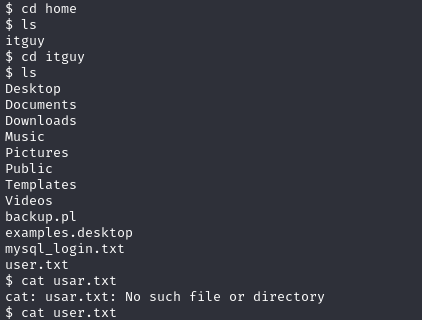 $ cd home
$ ls
itguy
$ cd itguy
$ ls
Desktop
Documents
Downloads
Music
Pictures
Public
Templates
Videos
backup.pl
examples.desktop
mysql_login.txt
user.txt
$ cat usar.txt
cat: usar.txt: No such file or directory
$ cat user.txt